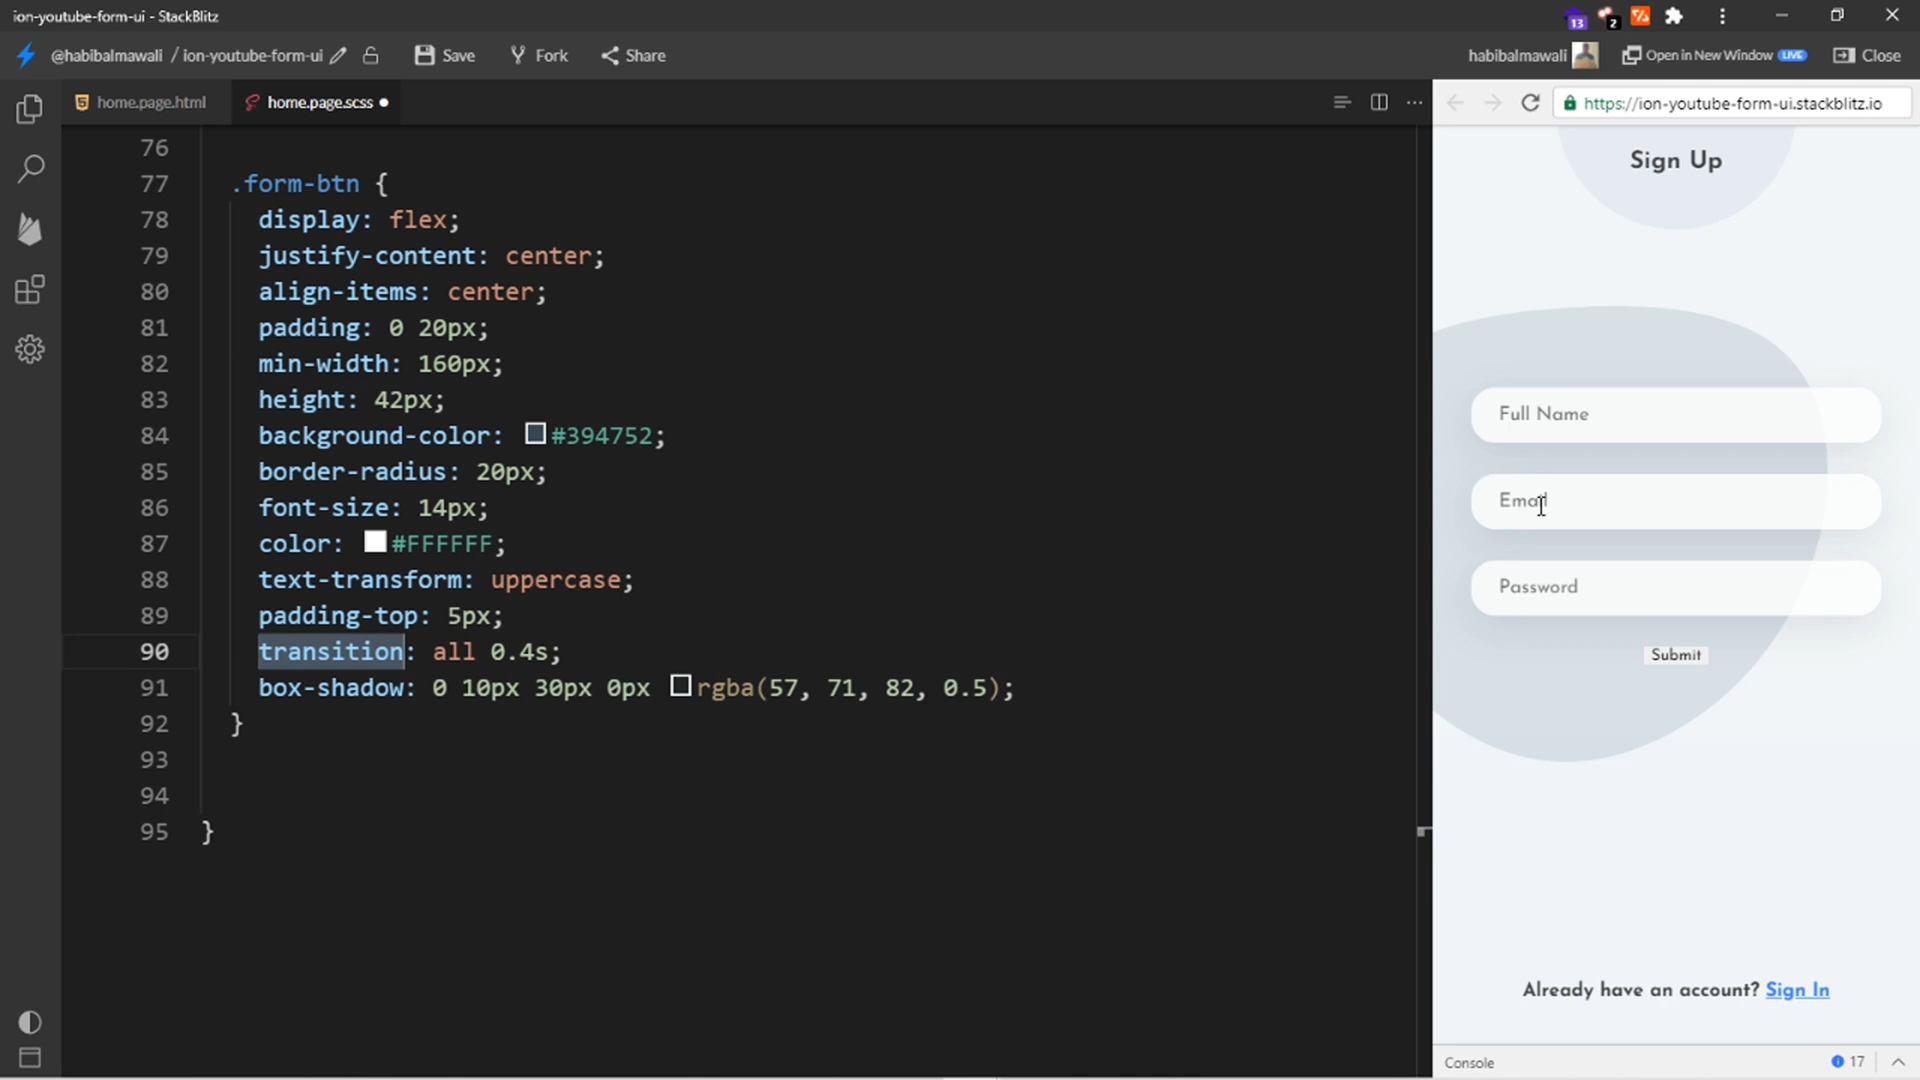 ion-youtube-form-ui - StackBlitz
13
2
@habibalmawali / ion-youtube-form-ui
Save
Fork
Share
habibalmawali
Open in New Window LIVE
Close
home.page.html
home.page.scss
https://ion-youtube-form-ui.stackblitz.io
76
77 .form-btn {
78 display: flex;
79 justify-content: center;
80 align-items: center;
81 padding: 0 20px;
82 min-width: 160px;
83 height: 42px;
84 background-color: #394752;
85 border-radius: 20px;
86 font-size: 14px;
87 color: #FFFFFF;
88 text-transform: uppercase;
89 padding-top: 5px;
90 transition: all 0.4s;
91 box-shadow: 0 10px 30px 0px rgba(57, 71, 82, 0.5);
92 }
93
94
95 }
Sign Up
Full Name
Email
Password
Submit
Already have an account? Sign In
Console
17